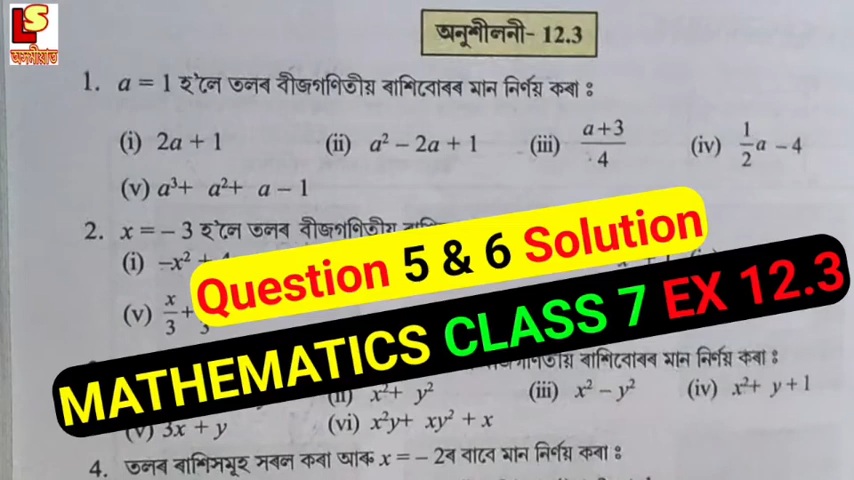 LS
অসমীয়াত
অনুশীলনী- 12.3
1. a = 1 হ'লে তলৰ বীজগণিতীয় ৰাশিবোৰৰ মান নিৰ্ণয় কৰা :
(i) 2a + 1 (ii) a² − 2a + 1 (iii) (a+3)/4 (iv) 1/2 a − 4
(v) a³+ a²+ a − 1
2. x = − 3 হ'লে তলৰ বীজগণিতীয়
(i) −x² +
(v) x/3 +
Question 5 & 6 Solution
MATHEMATICS CLASS 7 EX 12.3
ৰাশিবোৰৰ মান নিৰ্ণয় কৰা :
(ii) x²+ y² (iii) x² − y² (iv) x²+ y + 1
(v) 3x + y (vi) x²y+ xy² + x
4. তলৰ ৰাশিসমূহ সৰল কৰা আৰু x = − 2ৰ বাবে মান নিৰ্ণয় কৰা :